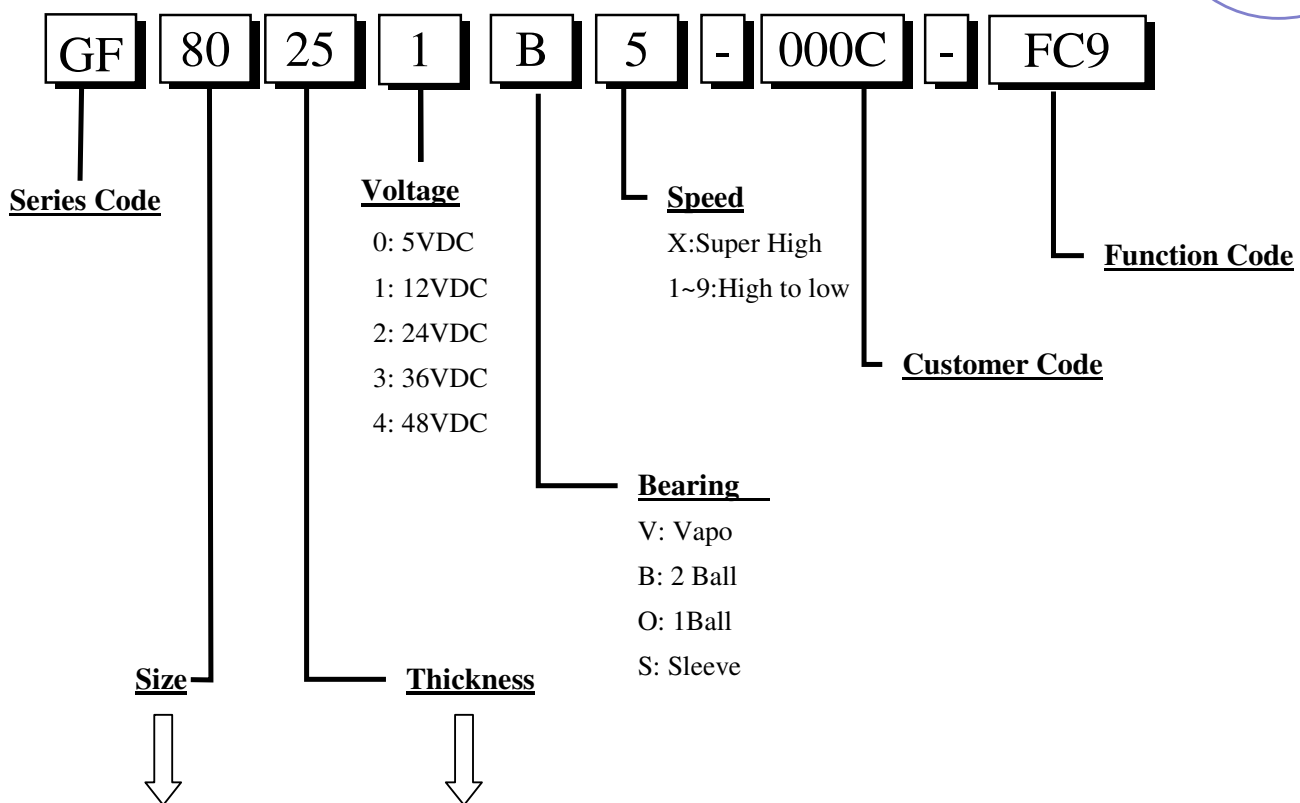 GF 80 25 1 B 5 - 000C - FC9
Series Code
Voltage
0: 5VDC
1: 12VDC
2: 24VDC
3: 36VDC
4: 48VDC
Speed
X:Super High
1~9:High to low
Function Code
Customer Code
Bearing
V: Vapo
B: 2 Ball
O: 1Ball
S: Sleeve
Size
Thickness